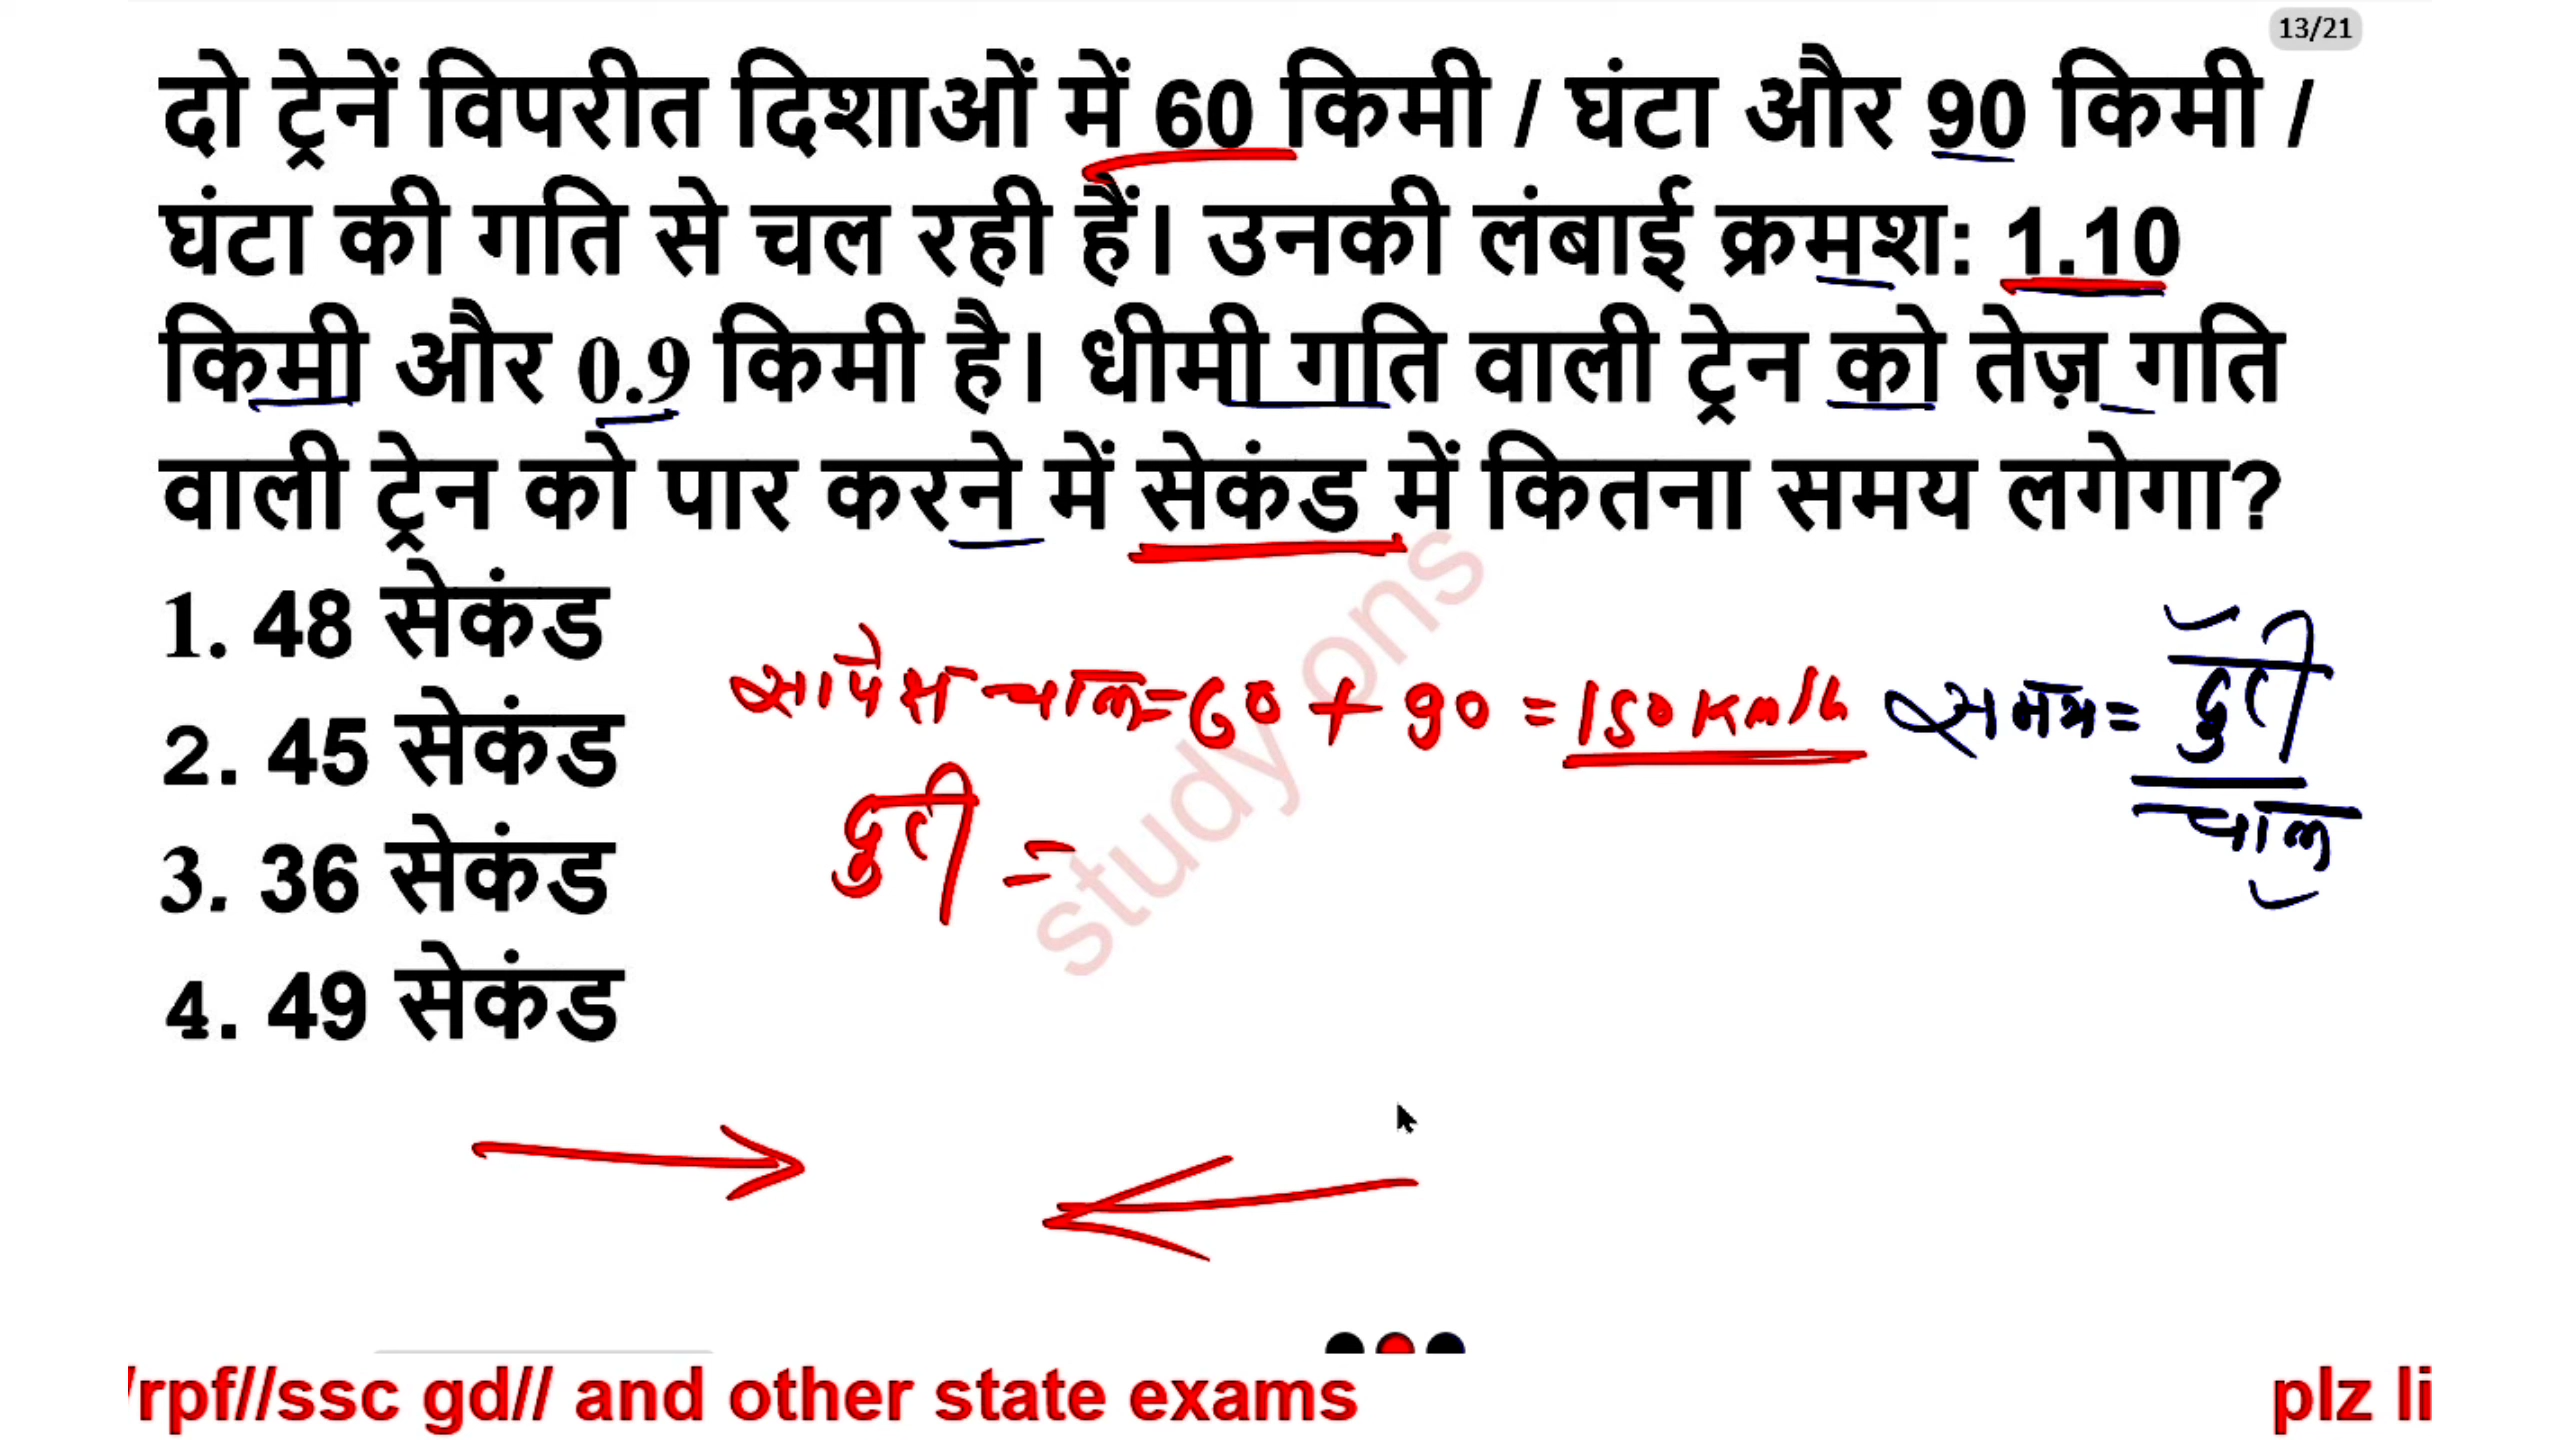 13/21
दो ट्रेनें विपरीत दिशाओं में 60 किमी / घंटा और 90 किमी /
घंटा की गति से चल रही हैं। उनकी लंबाई क्रमश: 1.10
किमी और 0.9 किमी है। धीमी गति वाली ट्रेन को तेज़ गति
वाली ट्रेन को पार करने में सेकंड में कितना समय लगेगा?
1. 48 सेकंड
2. 45 सेकंड
3. 36 सेकंड
4. 49 सेकंड
सापेक्ष चाल = 60 + 90 = 150 Km/h
समय = दुरी
चाल
दुरी =
study ons
/rpf//ssc gd// and other state exams
plz li